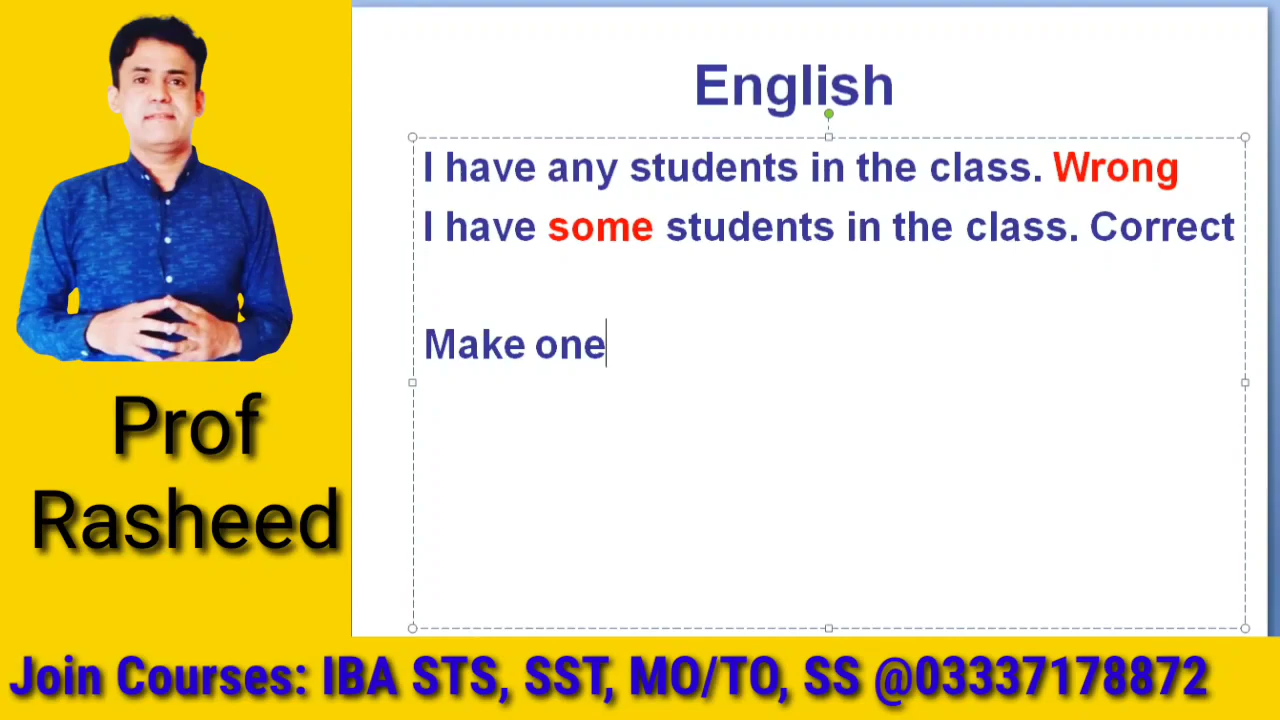 English
I have any students in the class. Wrong
I have some students in the class. Correct
Make one
Prof
Rasheed
Join Courses: IBA STS, SST, MO/TO, SS @03337178872